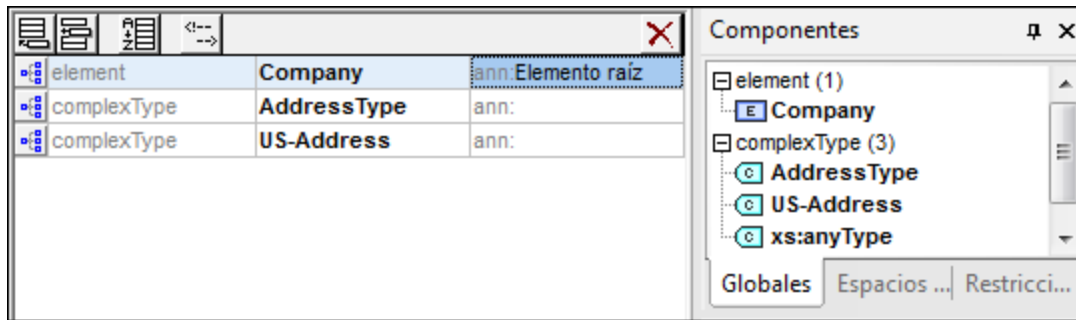 element Company ann:Elemento raíz
complexType AddressType ann:
complexType US-Address ann:
Componentes
element (1)
E Company
complexType (3)
C AddressType
C US-Address
C xs:anyType
Globales Espacios ... Restricci...